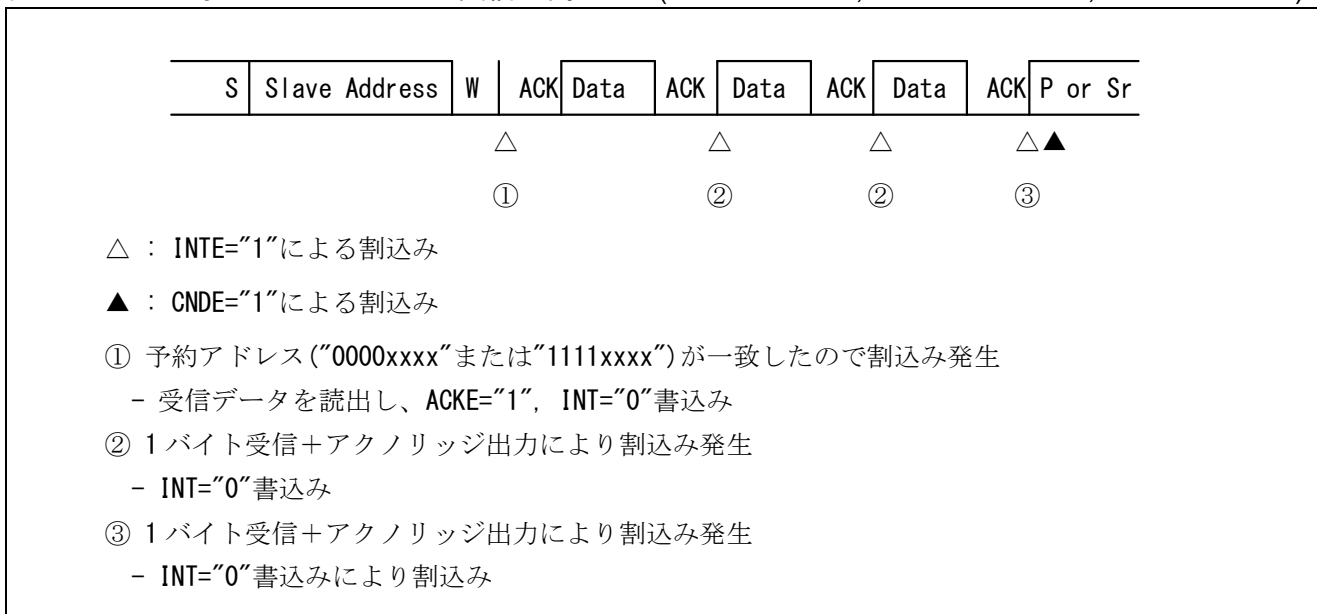 S Slave Address W ACK Data ACK Data ACK Data ACK P or Sr
△ △ △ △▲
① ② ② ③
△ : INTE="1"による割込み
▲ : CNDE="1"による割込み
① 予約アドレス("0000xxxx"または"1111xxxx")が一致したので割込み発生
- 受信データを読出し、ACKE="1", INT="0"書込み
② 1バイト受信+アクノリッジ出力により割込み発生
- INT="0"書込み
③ 1バイト受信+アクノリッジ出力により割込み発生
- INT="0"書込みにより割込み